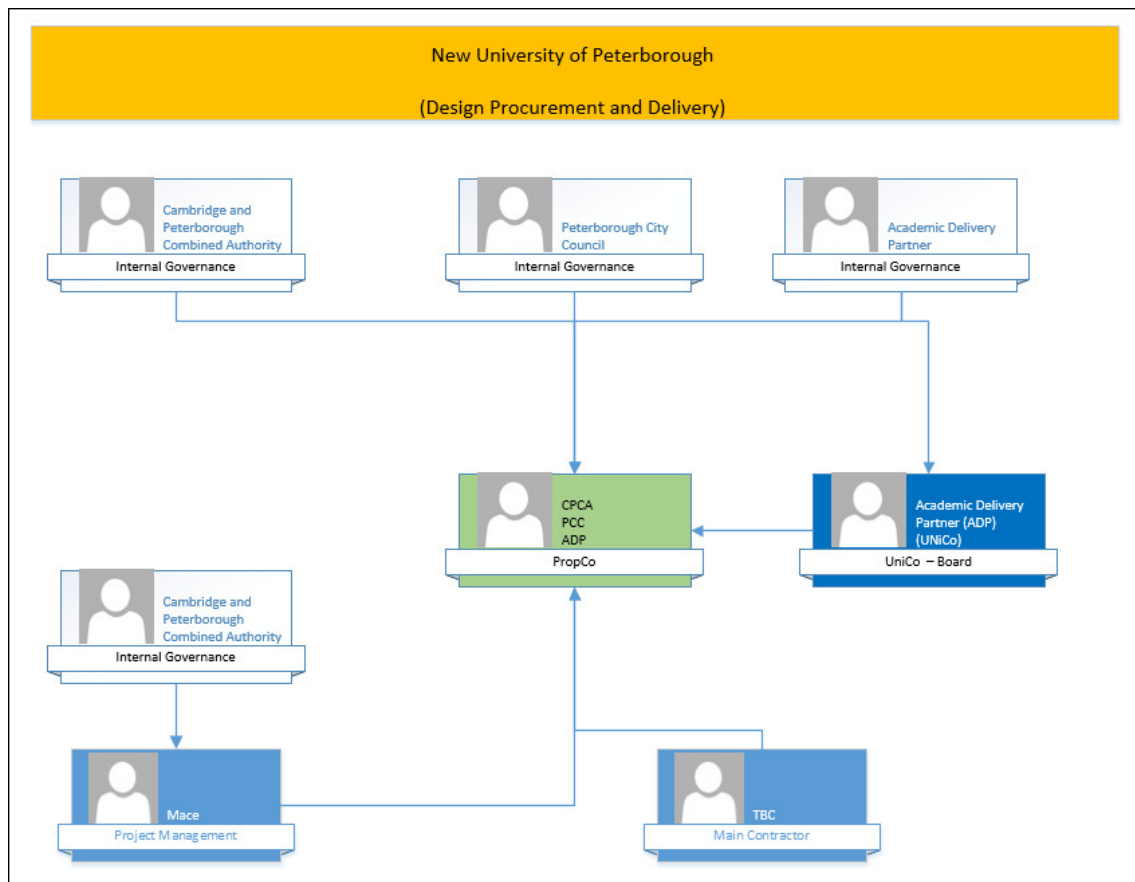 New University of Peterborough
(Design Procurement and Delivery)
Cambridge and
Peterborough
Combined Authority
Internal Governance
Peterborough City
Council
Internal Governance
Academic Delivery
Partner
Internal Governance
CPCA
PCC
ADP
PropCo
Academic Delivery
Partner (ADP)
(UNiCo)
UniCo – Board
Cambridge and
Peterborough
Combined Authority
Internal Governance
Mace
Project Management
TBC
Main Contractor